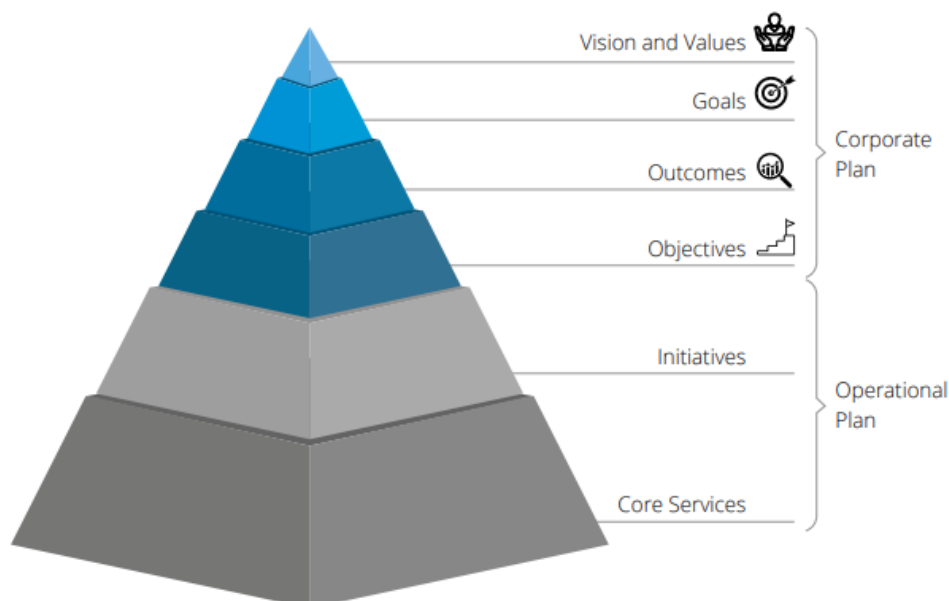 Vision and Values
Goals
Outcomes
Objectives
Corporate
Plan
Initiatives
Core Services
Operational
Plan